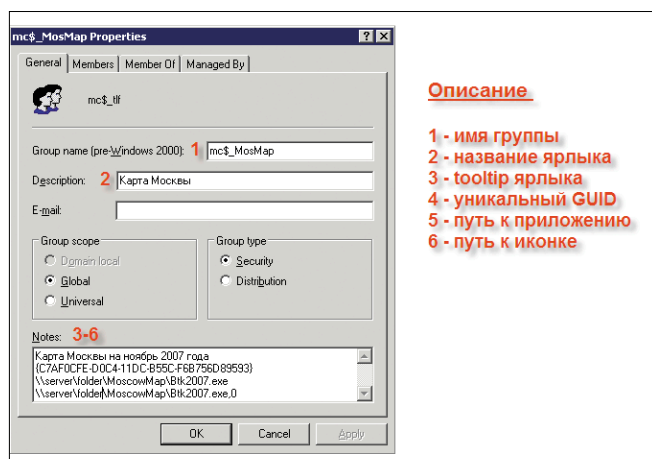 mc$_MosMap Properties
General Members Member Of Managed By
mc$_tlf
Group name (pre-Windows 2000): 1 mc$_MosMap
Description: 2 Карта Москвы
E-mail:
Group scope
Domain local
Global
Universal
Group type
Security
Distribution
Notes: 3-6
Карта Москвы на ноябрь 2007 года
{C7AF0CFE-D0C4-11DC-B55C-F6B756D89593}
\\server\folder\MoscowMap\Btk2007.exe
\\server\folder\MoscowMap\Btk2007.exe,0
OK Cancel Apply
Описание
1 - имя группы
2 - название ярлыка
3 - tooltip ярлыка
4 - уникальный GUID
5 - путь к приложению
6 - путь к иконке